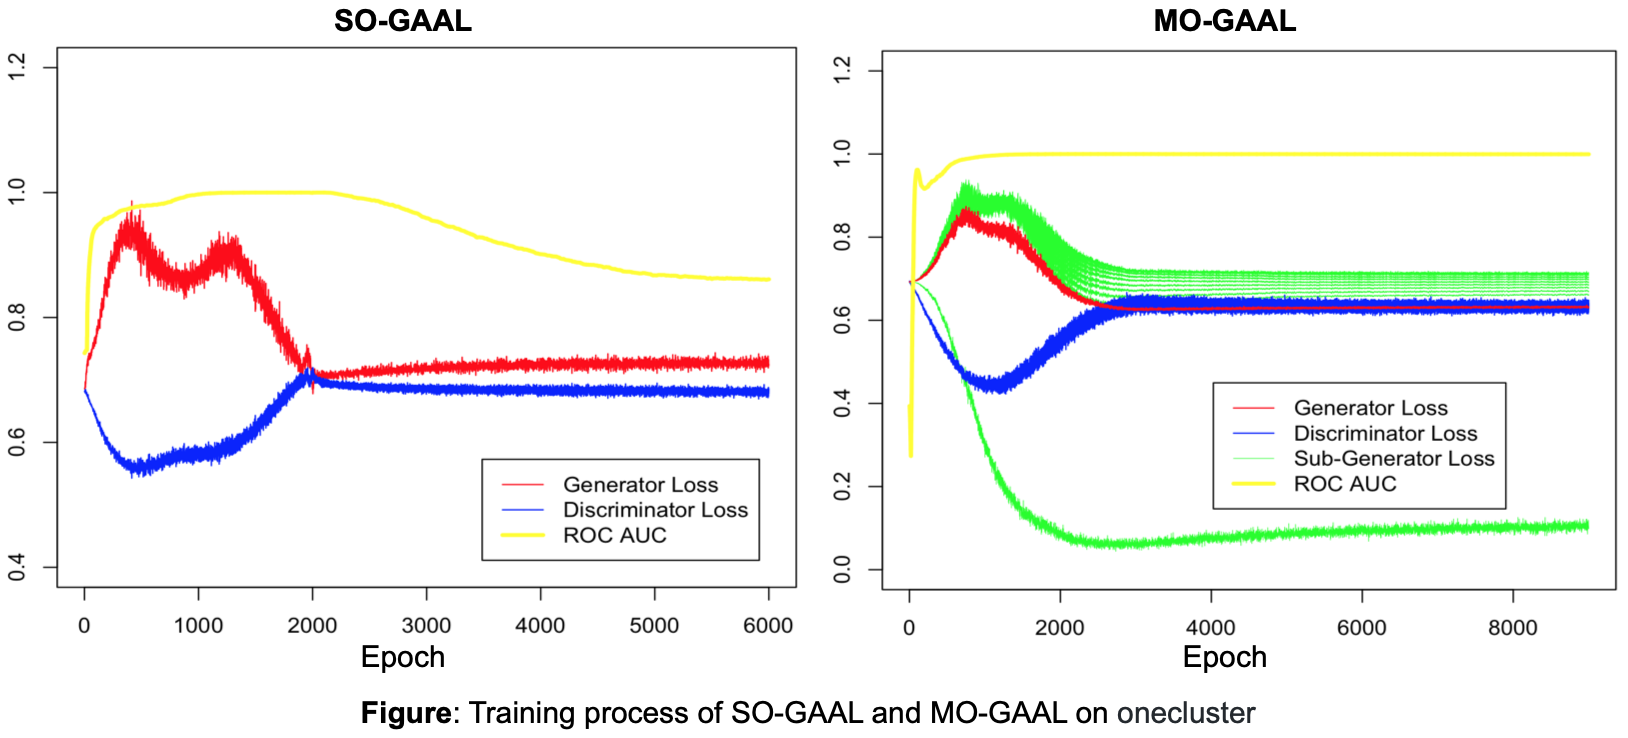 SO-GAAL
1.2
1.0
0.8
0.6
0.4
Generator Loss
Discriminator Loss
ROC AUC
0 1000 2000 3000 4000 5000 6000
Epoch
MO-GAAL
1.2
1.0
0.8
0.6
0.4
0.2
0.0
Generator Loss
Discriminator Loss
Sub-Generator Loss
ROC AUC
0 2000 4000 6000 8000
Epoch
Figure: Training process of SO-GAAL and MO-GAAL on onecluster